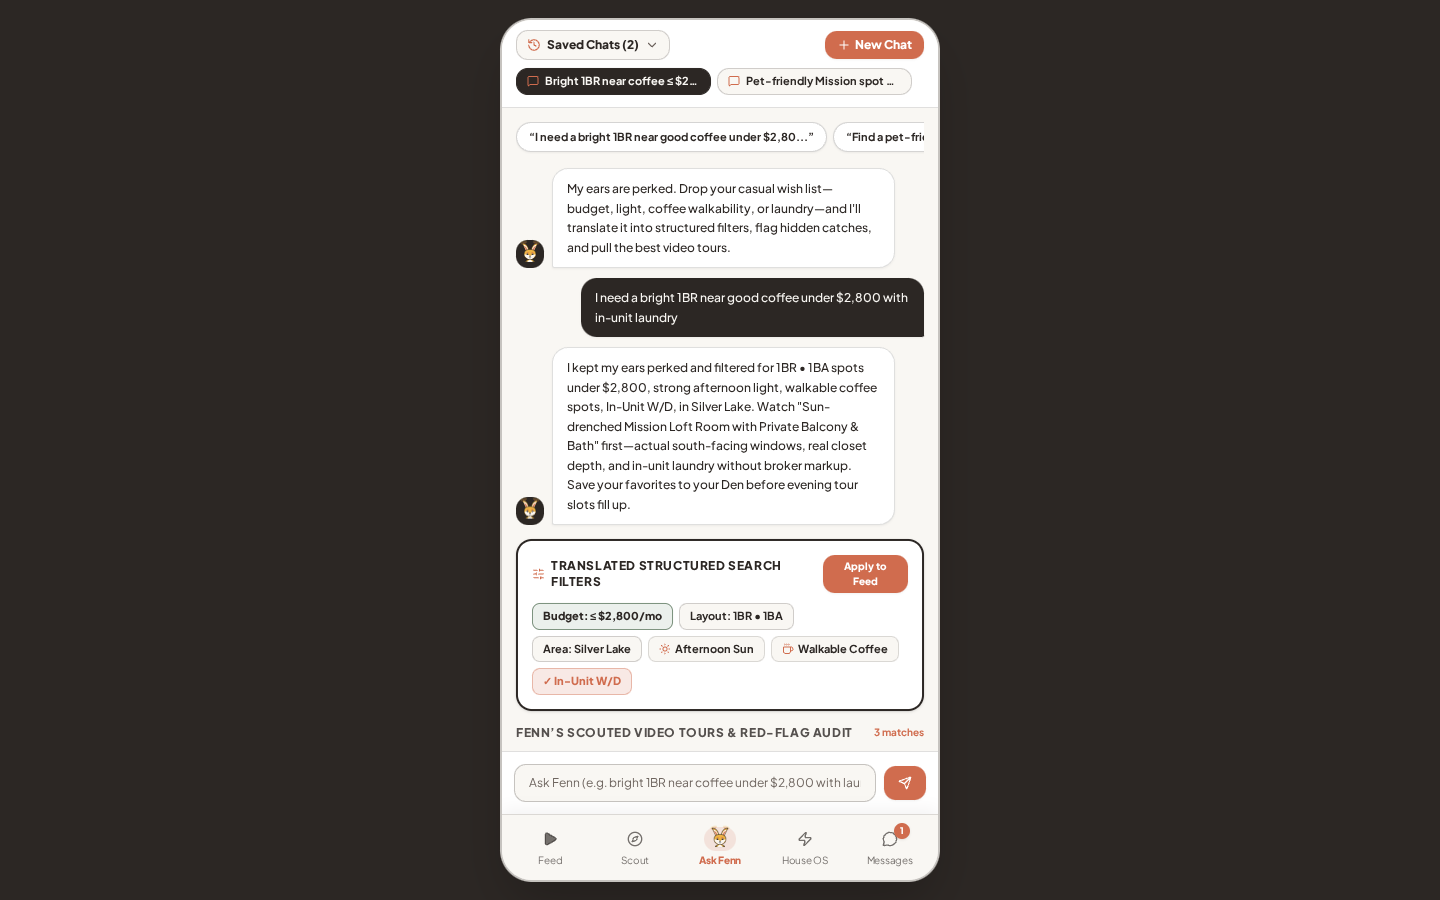 Saved Chats (2)
New Chat
Bright 1BR near coffee ≤ $2...
Pet-friendly Mission spot ...
“I need a bright 1BR near good coffee under $2,80...”
“Find a pet-frie
My ears are perked. Drop your casual wish list—
budget, light, coffee walkability, or laundry—and I'll
translate it into structured filters, flag hidden catches,
and pull the best video tours.
I need a bright 1BR near good coffee under $2,800 with
in-unit laundry
I kept my ears perked and filtered for 1BR • 1BA spots
under $2,800, strong afternoon light, walkable coffee
spots, In-Unit W/D, in Silver Lake. Watch "Sun-
drenched Mission Loft Room with Private Balcony &
Bath" first—actual south-facing windows, real closet
depth, and in-unit laundry without broker markup.
Save your favorites to your Den before evening tour
slots fill up.
TRANSLATED STRUCTURED SEARCH
FILTERS
Apply to
Feed
Budget: ≤ $2,800/mo
Layout: 1BR • 1BA
Area: Silver Lake
Afternoon Sun
Walkable Coffee
✓ In-Unit W/D
FENN’S SCOUTED VIDEO TOURS & RED-FLAG AUDIT
3 matches
Ask Fenn (e.g. bright 1BR near coffee under $2,800 with lau
Feed
Scout
Ask Fenn
House OS
1
Messages